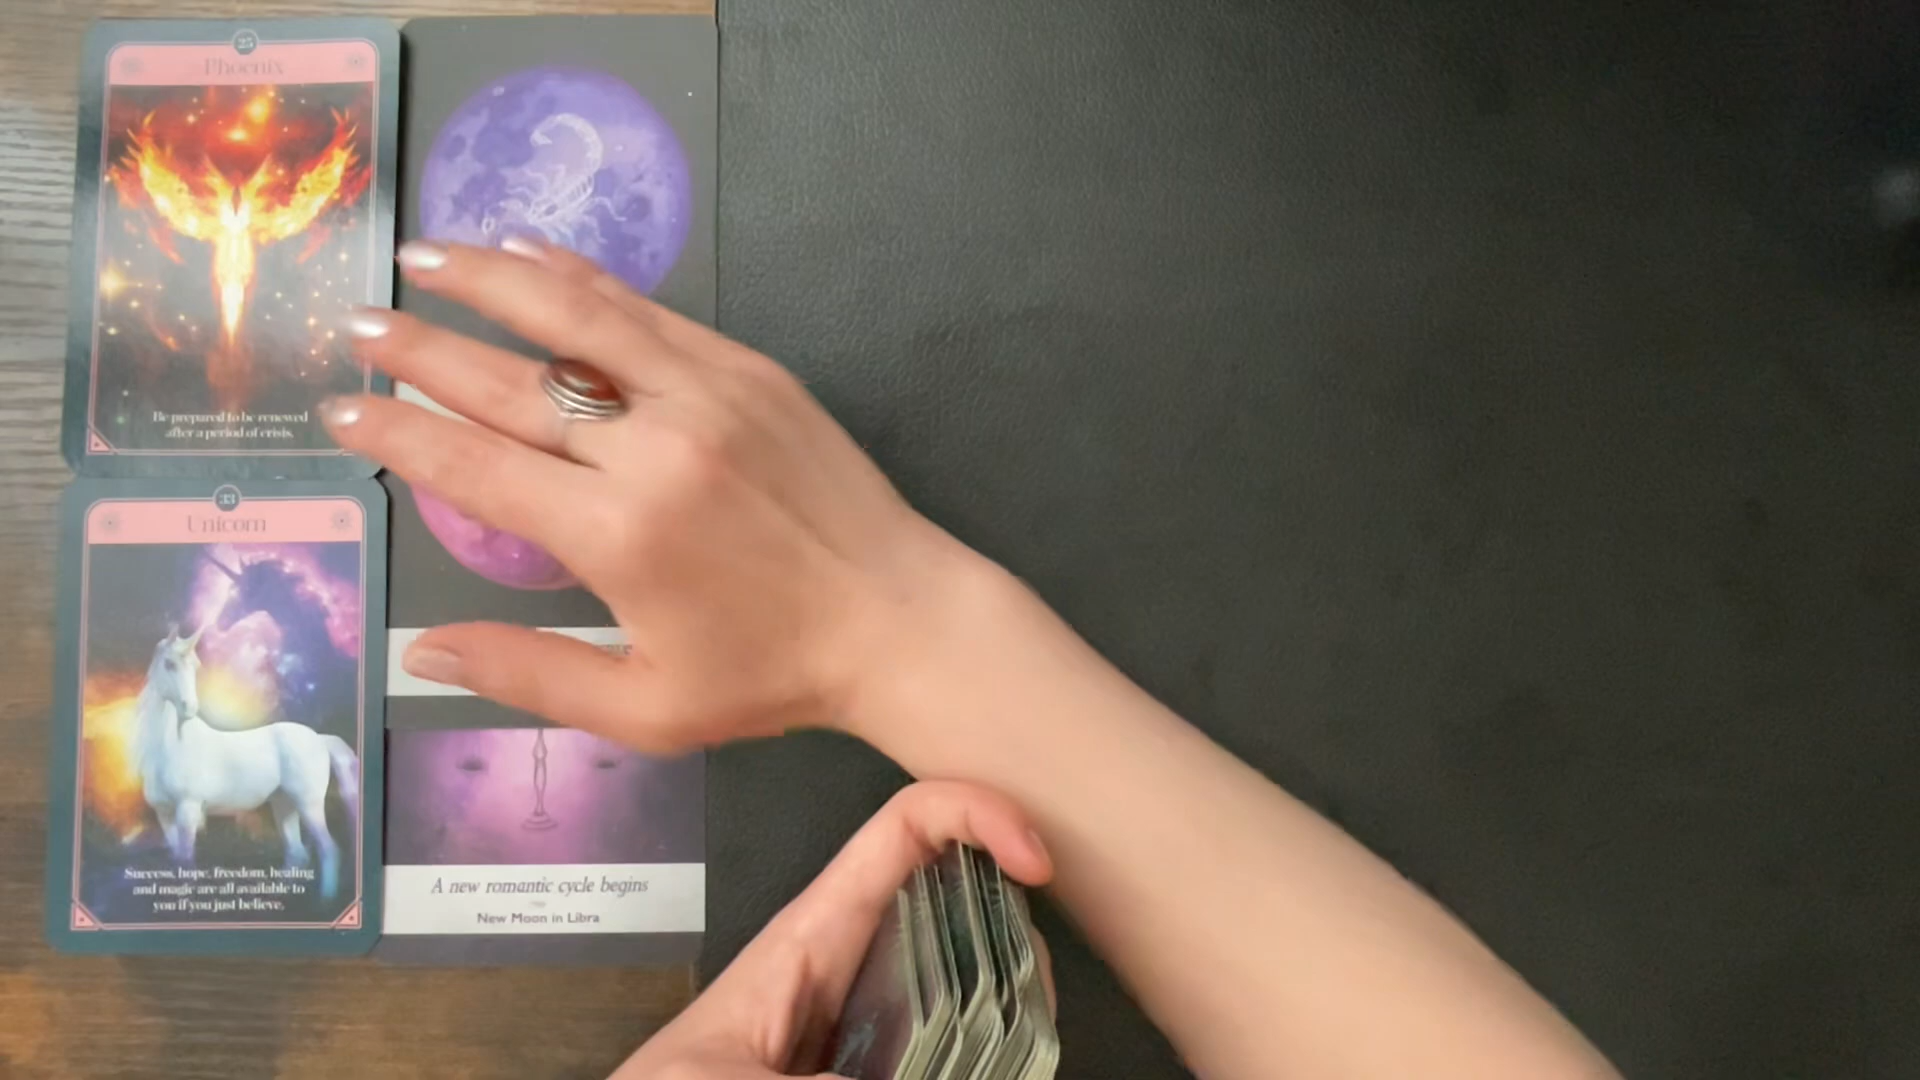 25
Phoenix
Be prepared to be renewed
after a period of crisis.
33
Unicorn
Success, hope, freedom, healing
and magic are all available to
you if you just believe.
A new romantic cycle begins
New Moon in Libra